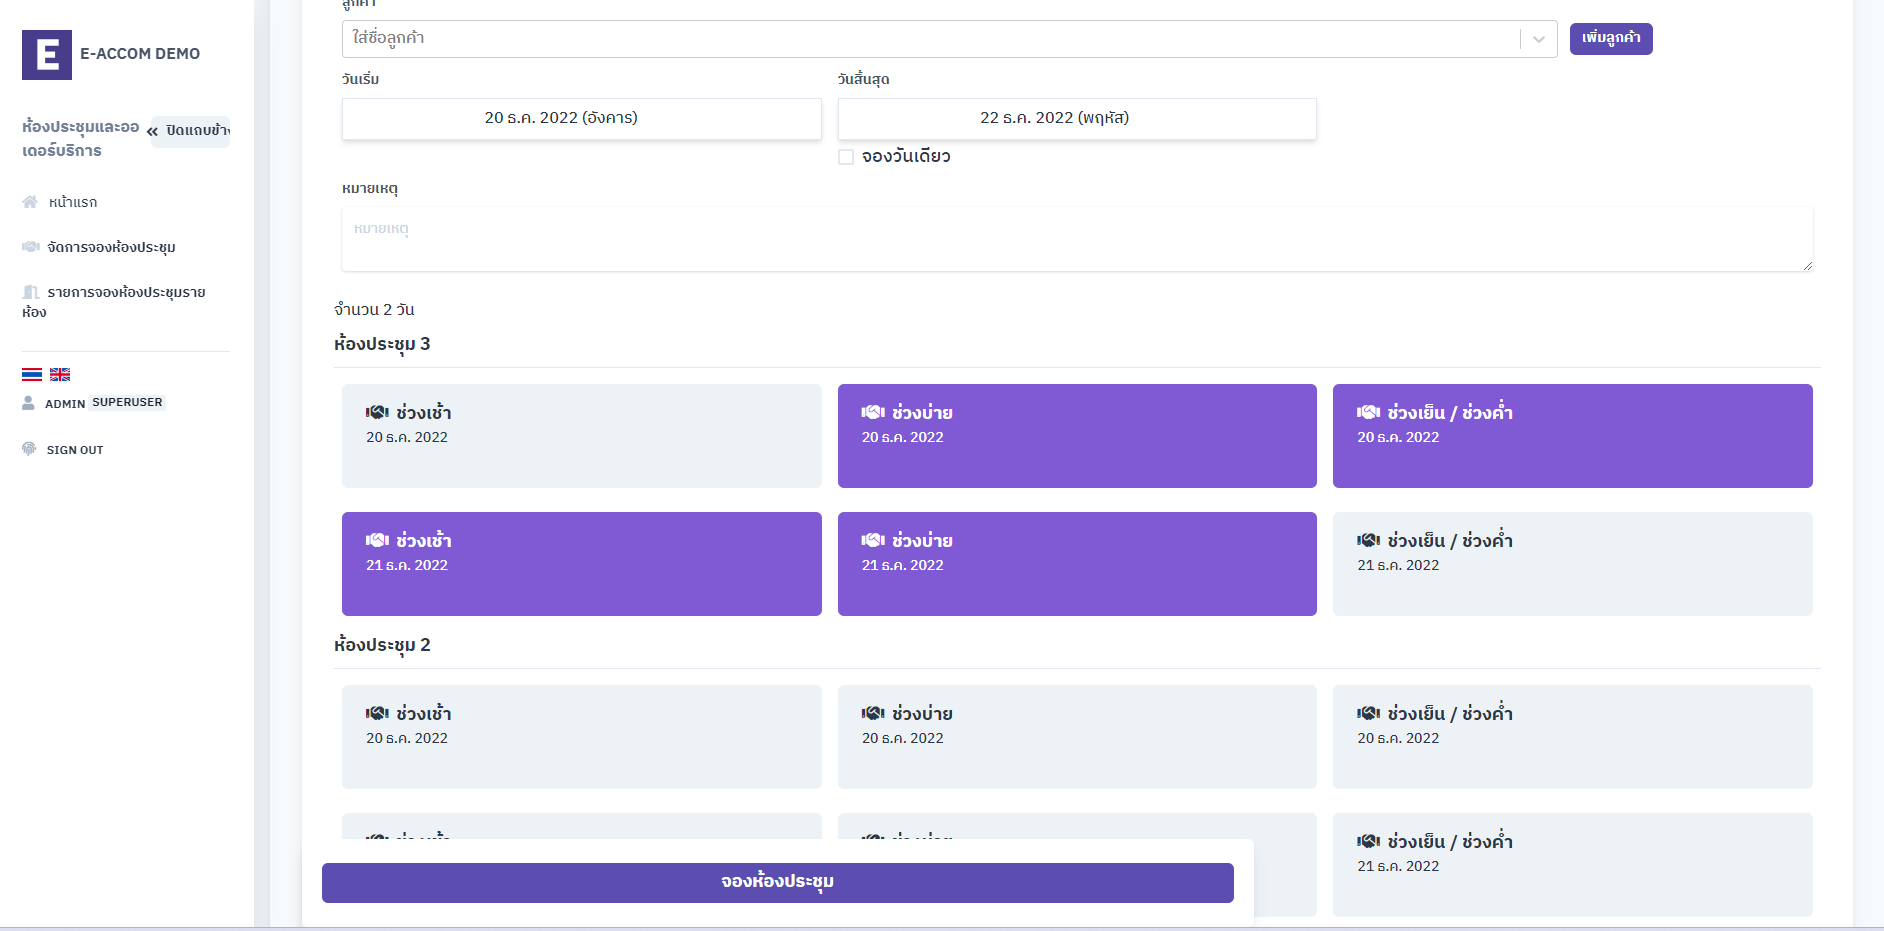 E-ACCOM DEMO
ห้องประชุมและออ
เดอร์บริการ
ปิดแถบข้าง
หน้าแรก
จัดการจองห้องประชุม
รายการจองห้องประชุมราย
ห้อง
ADMIN SUPERUSER
SIGN OUT
ลูกค้า
ใส่ชื่อลูกค้า
เพิ่มลูกค้า
วันเริ่ม
วันสิ้นสุด
20 ธ.ค. 2022 (อังคาร)
22 ธ.ค. 2022 (พฤหัส)
จองวันเดียว
หมายเหตุ
หมายเหตุ
จำนวน 2 วัน
ห้องประชุม 3
ช่วงเช้า
20 ธ.ค. 2022
ช่วงบ่าย
20 ธ.ค. 2022
ช่วงเย็น / ช่วงค่ำ
20 ธ.ค. 2022
ช่วงเช้า
21 ธ.ค. 2022
ช่วงบ่าย
21 ธ.ค. 2022
ช่วงเย็น / ช่วงค่ำ
21 ธ.ค. 2022
ห้องประชุม 2
ช่วงเช้า
20 ธ.ค. 2022
ช่วงบ่าย
20 ธ.ค. 2022
ช่วงเย็น / ช่วงค่ำ
20 ธ.ค. 2022
ช่วงเย็น / ช่วงค่ำ
21 ธ.ค. 2022
จองห้องประชุม